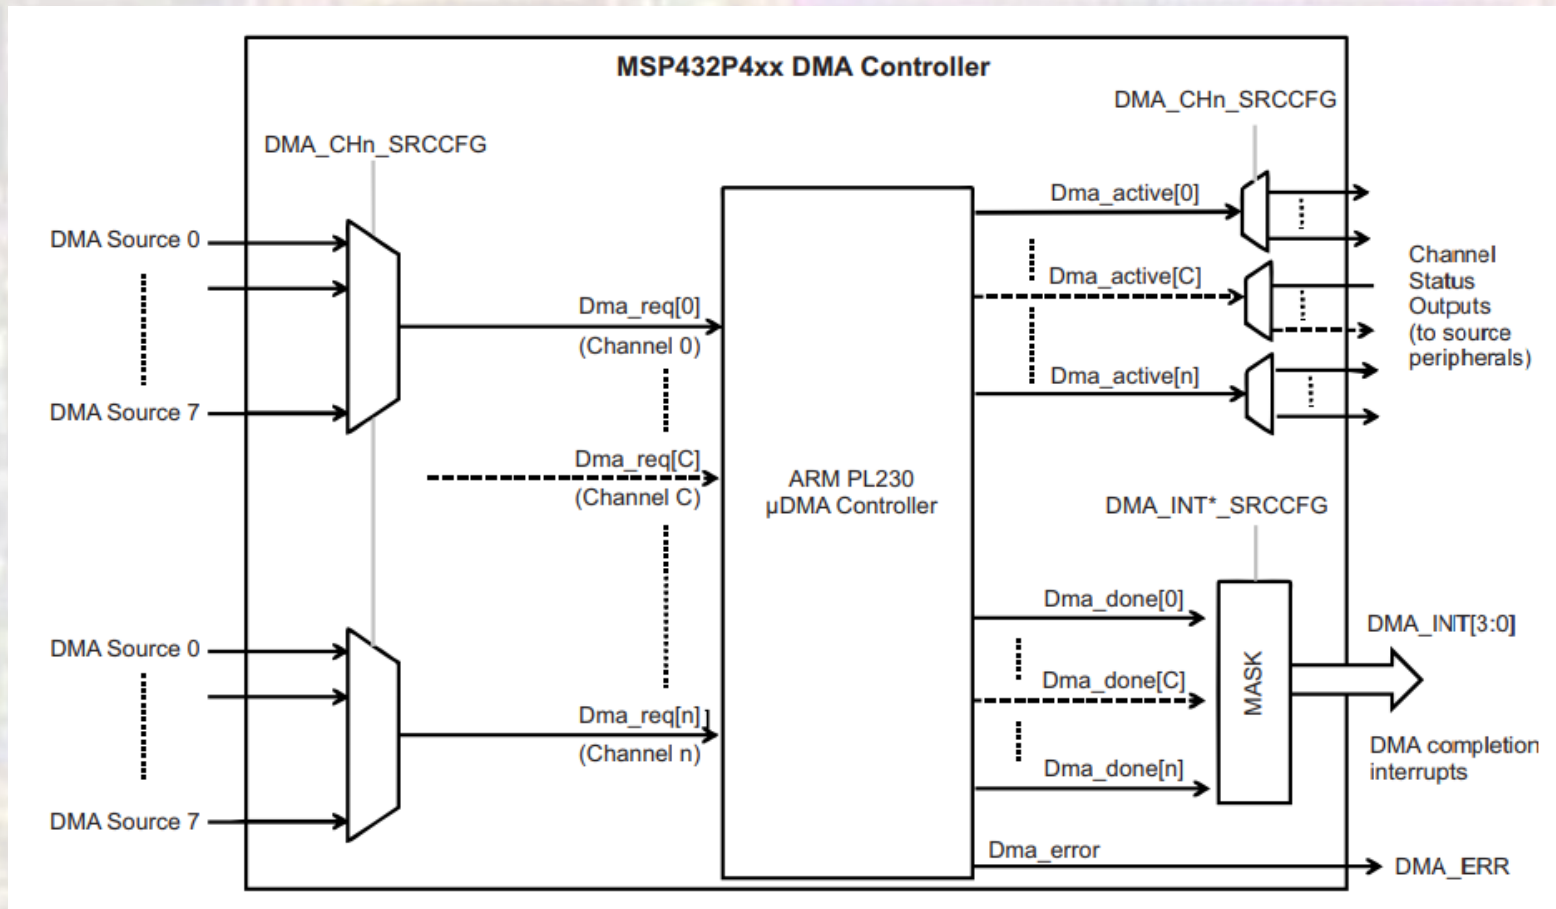 MSP432P4xx DMA Controller
DMA_CHn_SRCCFG
DMA_CHn_SRCCFG
DMA Source 0
DMA Source 7
Dma_req[0]
(Channel 0)
Dma_req[C]
(Channel C)
DMA Source 0
DMA Source 7
Dma_req[n]
(Channel n)
ARM PL230
µDMA Controller
Dma_active[0]
Dma_active[C]
Dma_active[n]
Channel
Status
Outputs
(to source
peripherals)
DMA_INT*_SRCCFG
Dma_done[0]
Dma_done[C]
Dma_done[n]
MASK
DMA_INIT[3:0]
DMA completion
interrupts
Dma_error
DMA_ERR